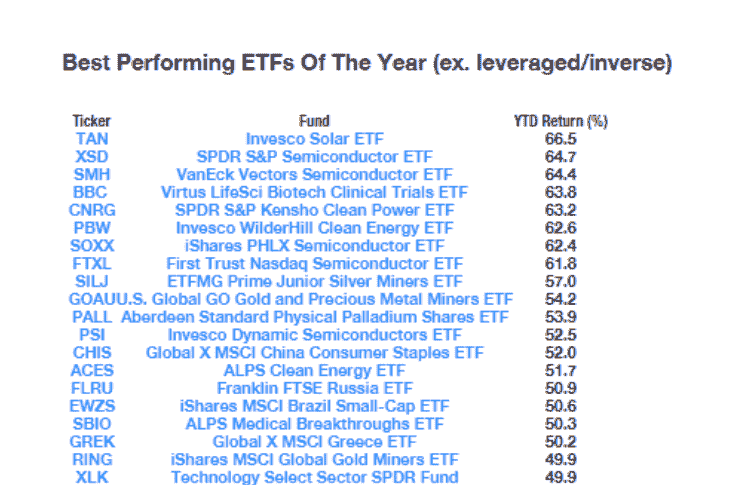 Best Performing ETFs Of The Year (ex. leveraged/inverse)
Ticker Fund YTD Return (%)
TAN Invesco Solar ETF 66.5
XSD SPDR S&P Semiconductor ETF 64.7
SMH VanEck Vectors Semiconductor ETF 64.4
BBC Virtus LifeSci Biotech Clinical Trials ETF 63.8
CNRG SPDR S&P Kensho Clean Power ETF 63.2
PBW Invesco WilderHill Clean Energy ETF 62.6
SOXX iShares PHLX Semiconductor ETF 62.4
FTXL First Trust Nasdaq Semiconductor ETF 61.8
SILJ ETFMG Prime Junior Silver Miners ETF 57.0
GOAU U.S. Global GO Gold and Precious Metal Miners ETF 54.2
PALL Aberdeen Standard Physical Palladium Shares ETF 53.9
PSI Invesco Dynamic Semiconductors ETF 52.5
CHIS Global X MSCI China Consumer Staples ETF 52.0
ACES ALPS Clean Energy ETF 51.7
FLRU Franklin FTSE Russia ETF 50.9
EWZS iShares MSCI Brazil Small-Cap ETF 50.6
SBIO ALPS Medical Breakthroughs ETF 50.3
GREK Global X MSCI Greece ETF 50.2
RING iShares MSCI Global Gold Miners ETF 49.9
XLK Technology Select Sector SPDR Fund 49.9